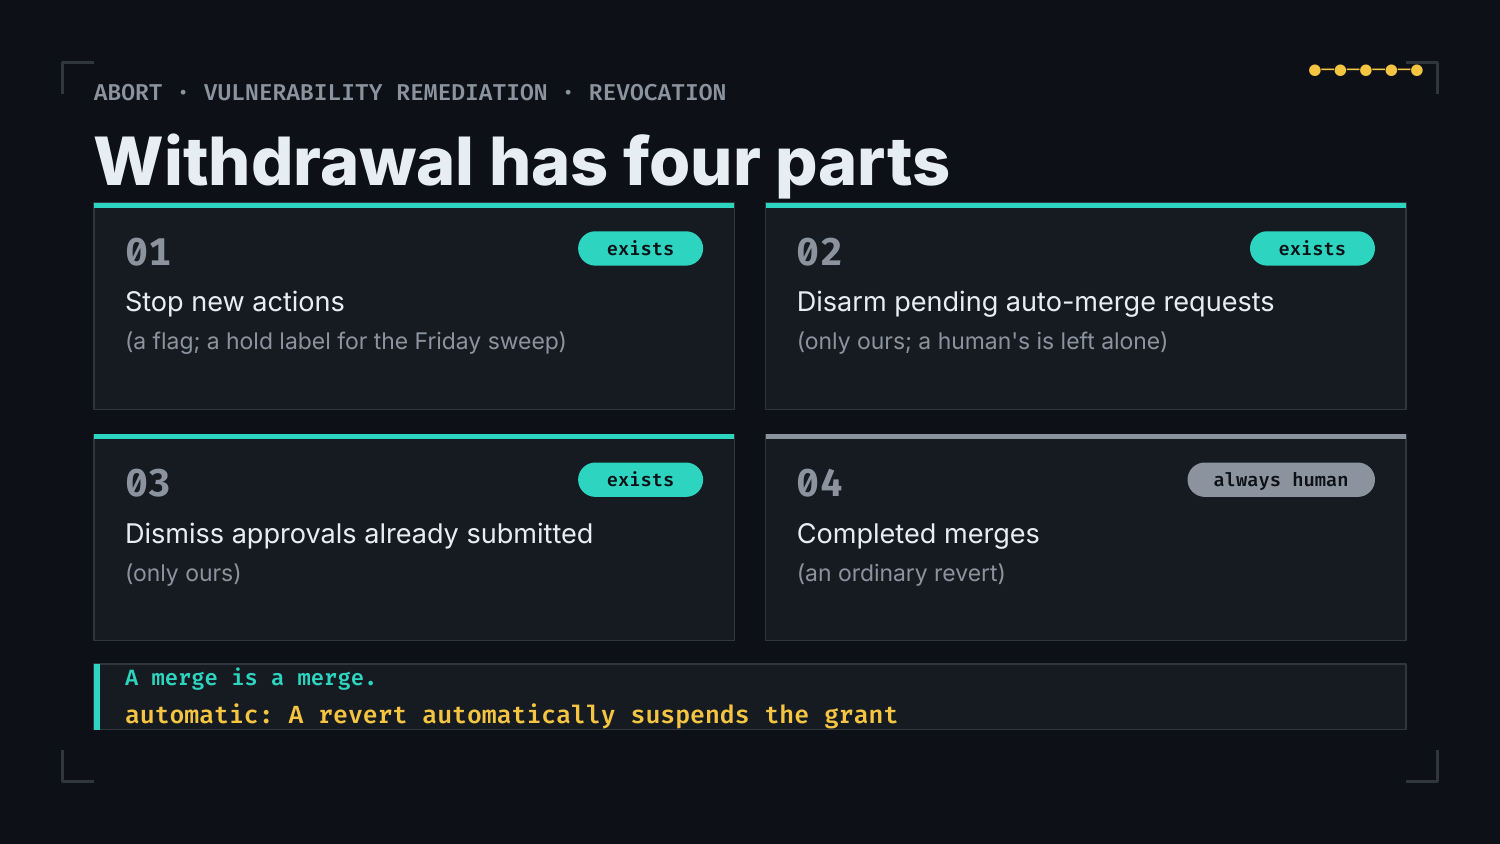 ABORT · VULNERABILITY REMEDIATION · REVOCATION
Withdrawal has four parts
01
exists
Stop new actions
(a flag; a hold label for the Friday sweep)
02
exists
Disarm pending auto-merge requests
(only ours; a human's is left alone)
03
exists
Dismiss approvals already submitted
(only ours)
04
always human
Completed merges
(an ordinary revert)
A merge is a merge.
automatic: A revert automatically suspends the grant